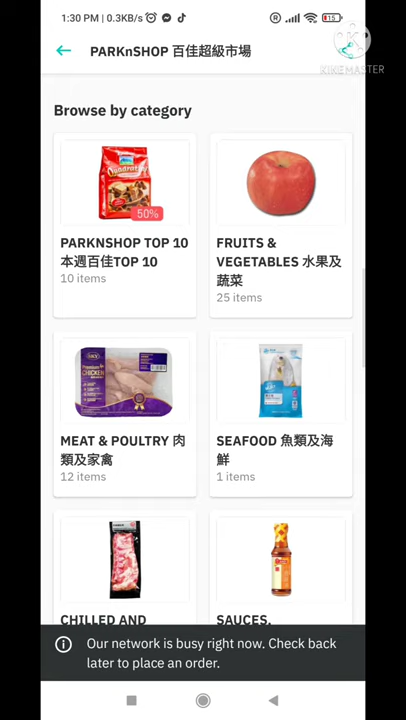 1:30 PM | 0.3KB/s
15
PARKnSHOP 百佳超級市場
KINEMASTER
Browse by category
50%
PARKNSHOP TOP 10
本週百佳TOP 10
10 items
FRUITS &
VEGETABLES 水果及
蔬菜
25 items
MEAT & POULTRY 肉
類及家禽
12 items
SEAFOOD 魚類及海
鮮
1 items
CHILLED AND
SAUCES,
Our network is busy right now. Check back
later to place an order.